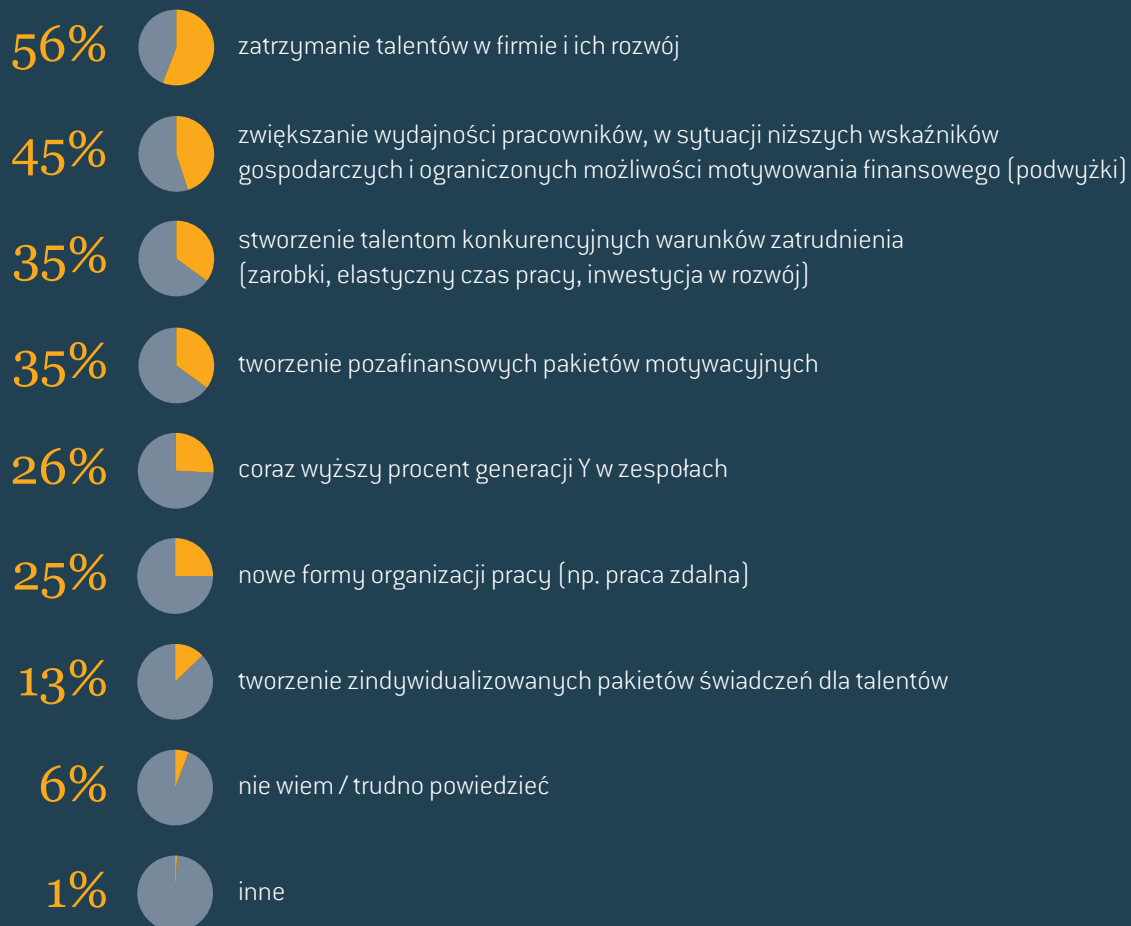 56% zatrzymanie talentów w firmie i ich rozwój
45% zwiększanie wydajności pracowników, w sytuacji niższych wskaźników
gospodarczych i ograniczonych możliwości motywowania finansowego (podwyżki)
35% stworzenie talentom konkurencyjnych warunków zatrudnienia
(zarobki, elastyczny czas pracy, inwestycja w rozwój)
35% tworzenie pozafinansowych pakietów motywacyjnych
26% coraz wyższy procent generacji Y w zespołach
25% nowe formy organizacji pracy (np. praca zdalna)
13% tworzenie zindywidualizowanych pakietów świadczeń dla talentów
6% nie wiem / trudno powiedzieć
1% inne